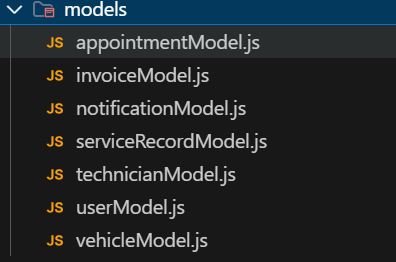 models
JS appointmentModel.js
JS invoiceModel.js
JS notificationModel.js
JS serviceRecordModel.js
JS technicianModel.js
JS userModel.js
JS vehicleModel.js